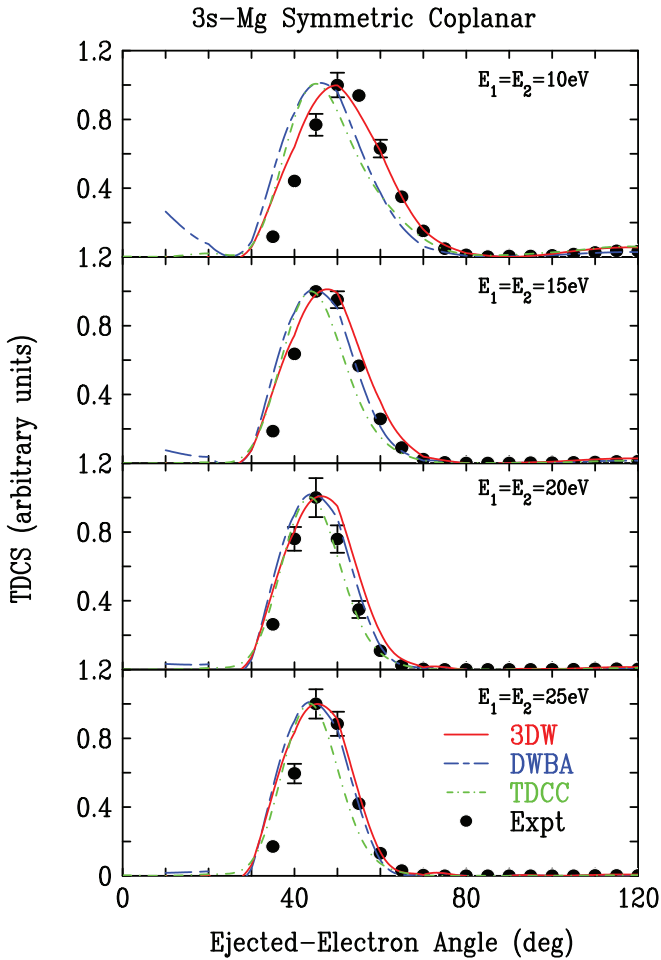 3s-Mg Symmetric Coplanar
1.2
E1=E2=10eV
0.8
0.4
1.2
E1=E2=15eV
0.8
0.4
1.2
E1=E2=20eV
0.8
0.4
1.2
E1=E2=25eV
0.8
0.4
0
3DW
DWBA
TDCC
Expt
0 40 80 120
Ejected-Electron Angle (deg)
TDCS (arbitrary units)